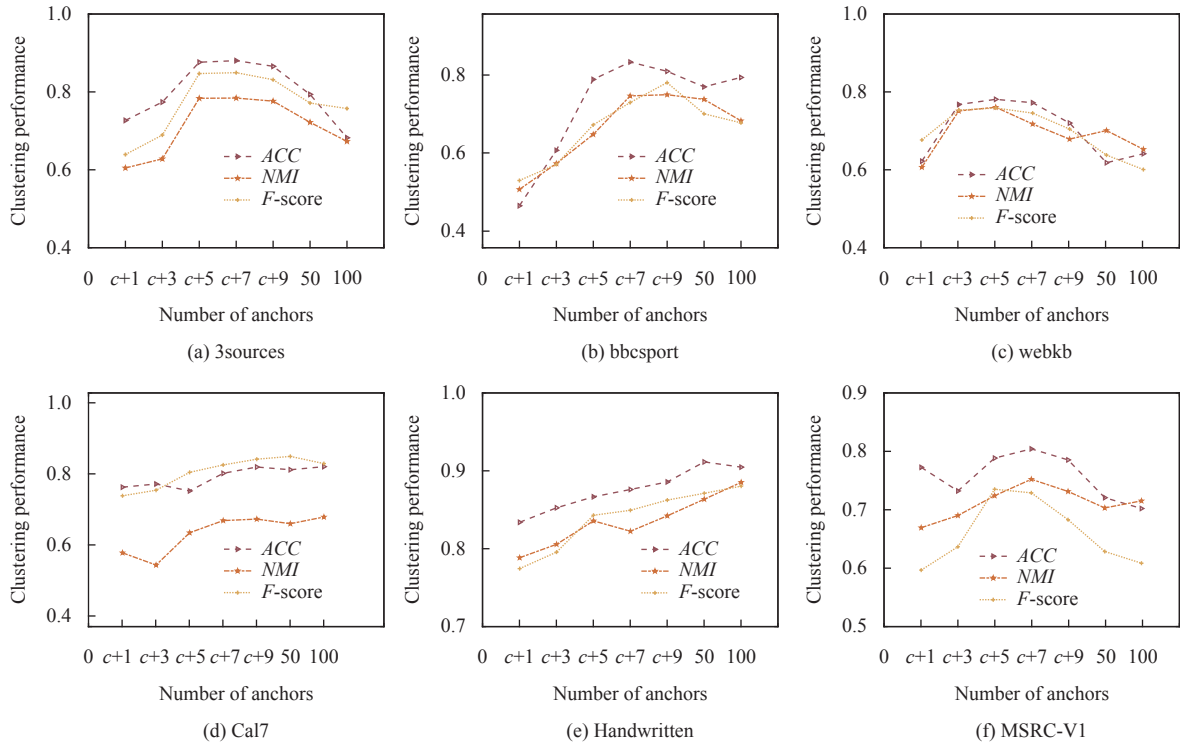 1.0
0.8
0.6
0.4
Clustering performance
ACC
NMI
F-score
0 c+1 c+3 c+5 c+7 c+9 50 100
Number of anchors
(a) 3sources
0.8
0.6
0.4
Clustering performance
ACC
NMI
F-score
0 c+1 c+3 c+5 c+7 c+9 50 100
Number of anchors
(b) bbcsport
1.0
0.8
0.6
0.4
Clustering performance
ACC
NMI
F-score
0 c+1 c+3 c+5 c+7 c+9 50 100
Number of anchors
(c) webkb
1.0
0.8
0.6
0.4
Clustering performance
ACC
NMI
F-score
0 c+1 c+3 c+5 c+7 c+9 50 100
Number of anchors
(d) Cal7
1.0
0.9
0.8
0.7
Clustering performance
ACC
NMI
F-score
0 c+1 c+3 c+5 c+7 c+9 50 100
Number of anchors
(e) Handwritten
0.9
0.8
0.7
0.6
0.5
Clustering performance
ACC
NMI
F-score
0 c+1 c+3 c+5 c+7 c+9 50 100
Number of anchors
(f) MSRC-V1